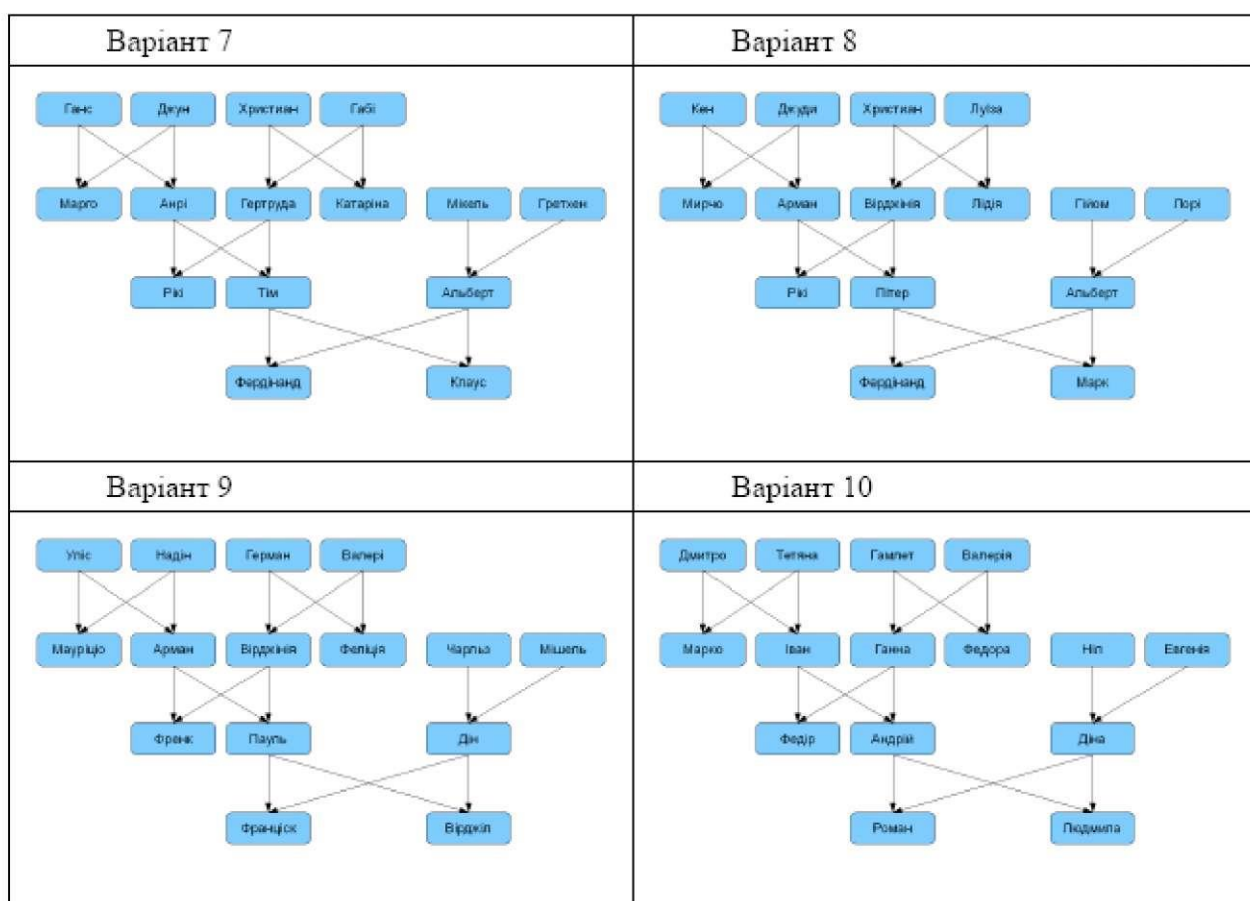 Варіант 7
Варіант 8
Ганс Джун Христиан Габі
Марго Анрі Гертруда Катаріна Мікель Гретхен
Рікі Тім Альберт
Фердінанд Клаус
Кен Джуди Христиан Луїза
Мирчо Арман Вірджінія Лідія Гійом Лорі
Рікі Пітер Альберт
Фердінанд Марк
Варіант 9
Варіант 10
Уліс Надін Герман Валері
Мауріціо Арман Вірджінія Феліція Чарльз Мішель
Френк Пауль Дін
Франціск Вірджіл
Дмитро Тетяна Гамлет Валерія
Марко Іван Ганна Федора Ніл Евгенія
Федір Андрій Діна
Роман Людмила